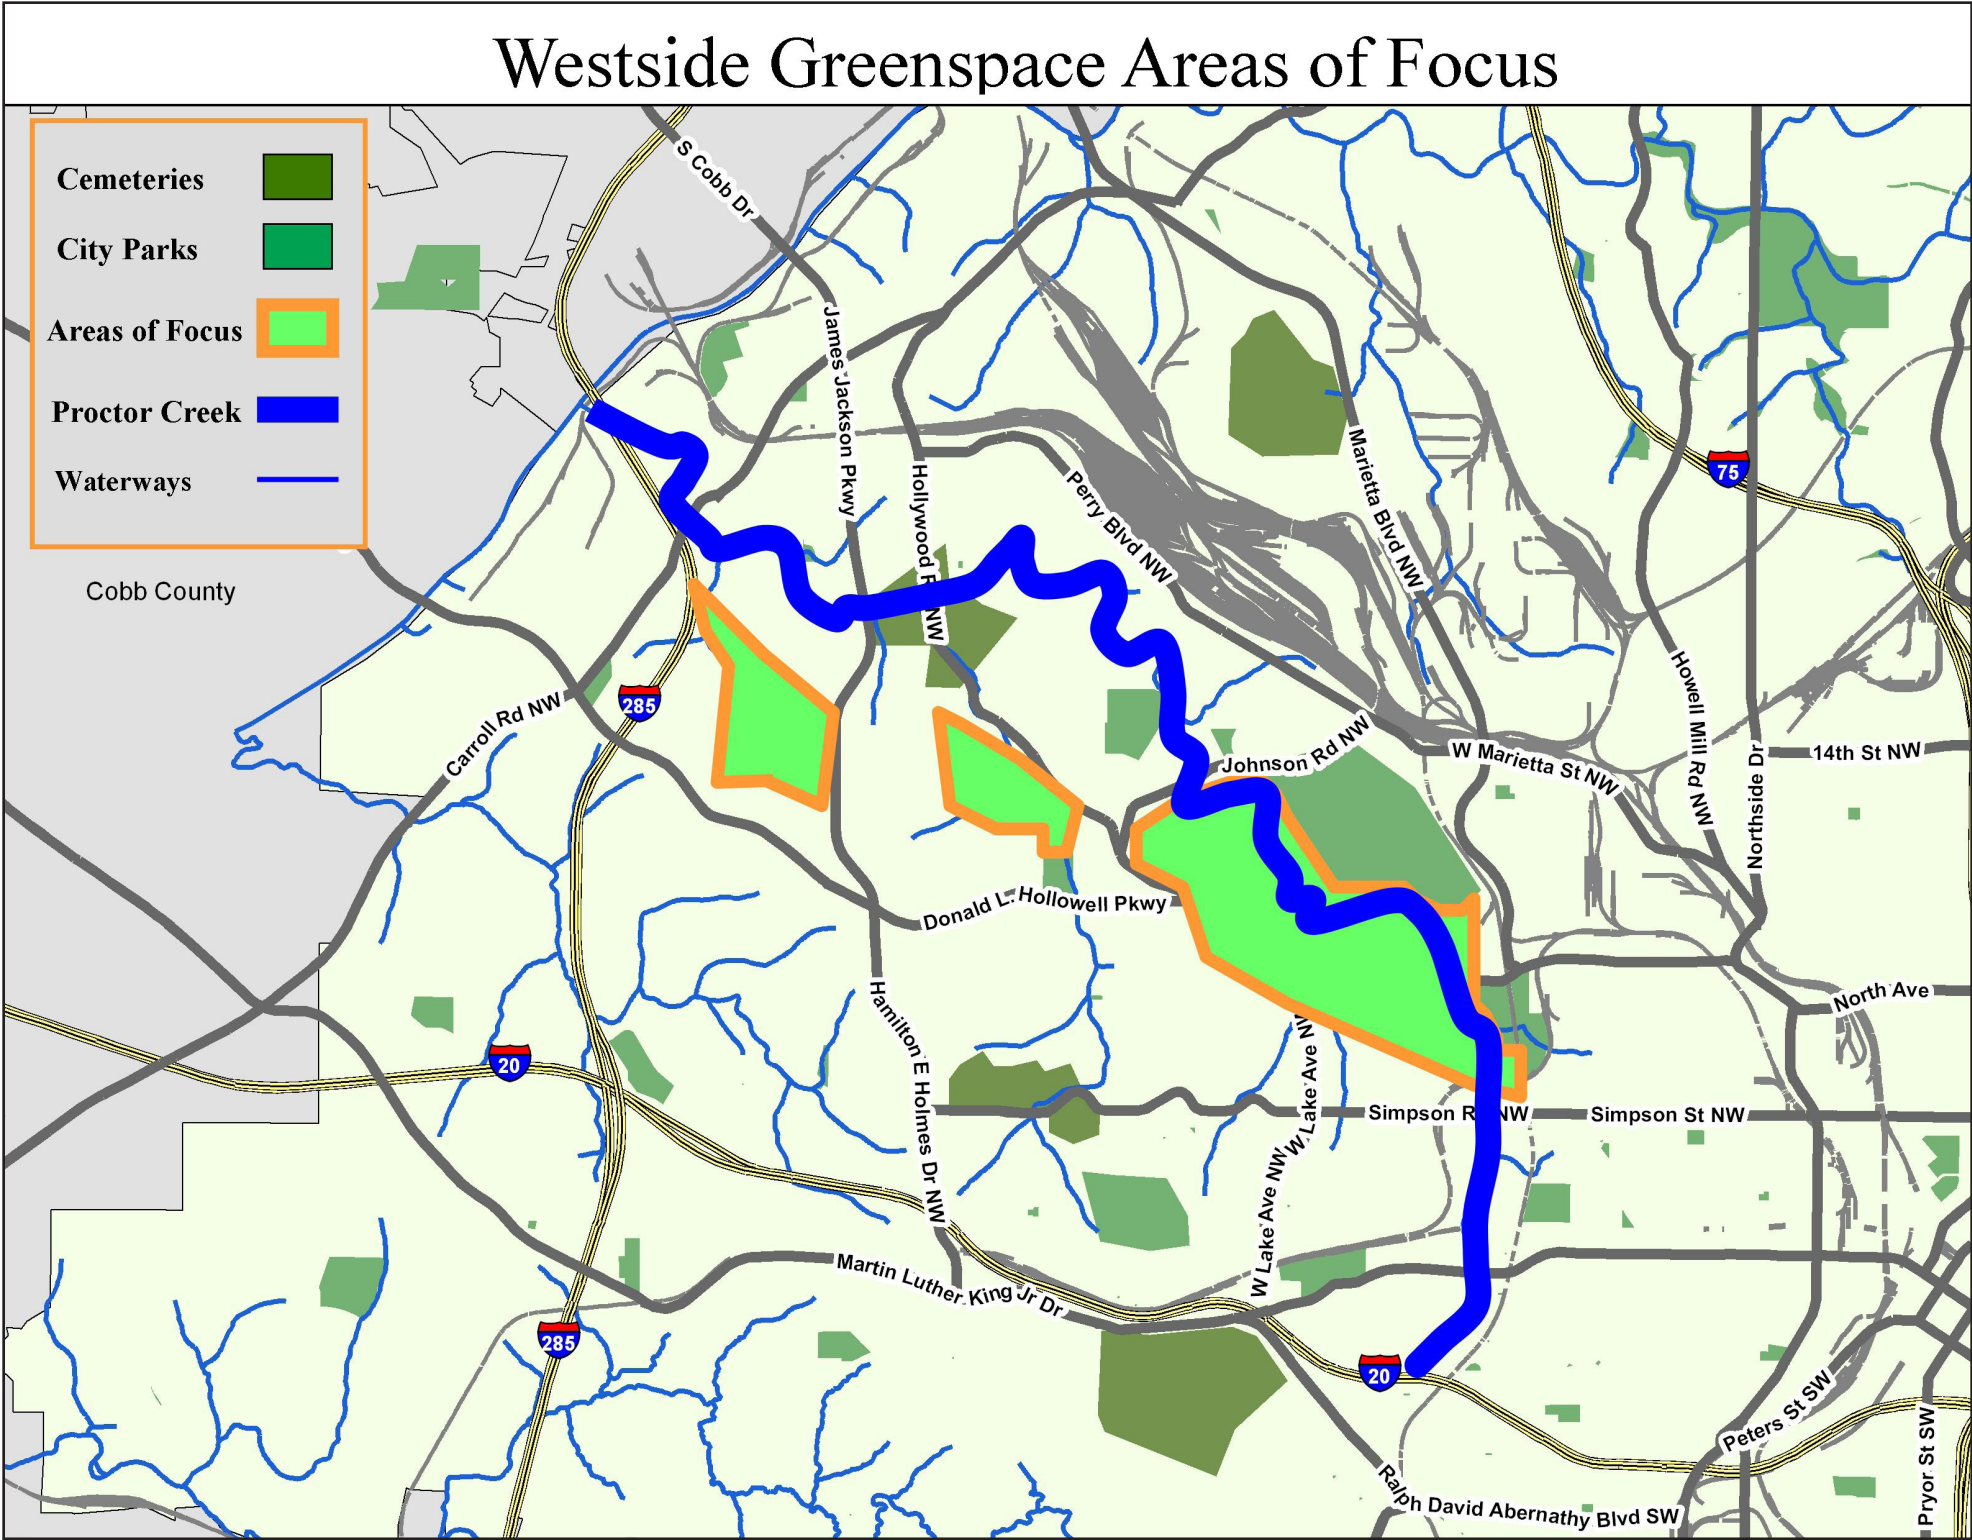 Westside Greenspace Areas of Focus
Cemeteries
City Parks
Areas of Focus
Proctor Creek
Waterways
Cobb County
S Cobb Dr
James Jackson Pkwy
Hollywood R NW
Perry Blvd NW
Marietta Blvd NW
75
Howell Mill Rd NW
Northside Dr
14th St NW
W Marietta St NW
Johnson Rd NW
285
Carroll Rd NW
Donald L. Hollowell Pkwy
North Ave
Hamilton E Holmes Dr NW
20
W Lake Ave NW
Simpson R NW
Simpson St NW
W Lake Ave NW
Martin Luther King Jr Dr
285
20
Peters St SW
Pryor St SW
Ralph David Abernathy Blvd SW